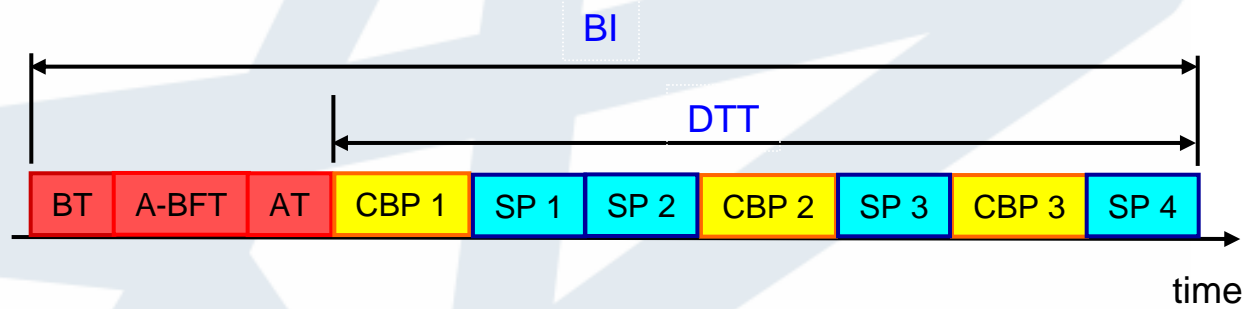 BI
DTT
BT A-BFT AT CBP 1 SP 1 SP 2 CBP 2 SP 3 CBP 3 SP 4
time